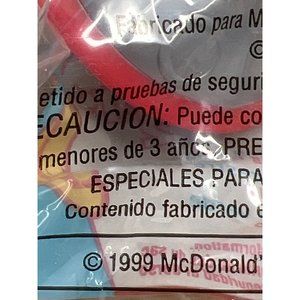 Fabricado para M
©
etido a pruebas de seguri
ECAUCION: Puede co
menores de 3 años. PRE
ESPECIALES PARA
Contenido fabricado e
© 1999 McDonald'